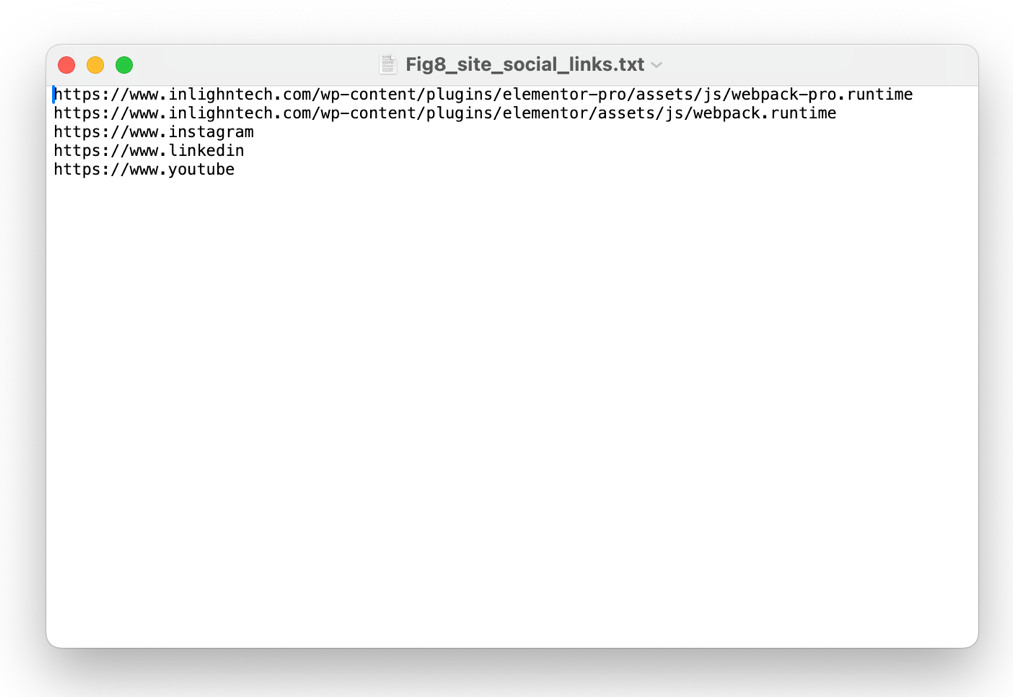 Fig8_site_social_links.txt
https://www.inlighntech.com/wp-content/plugins/elementor-pro/assets/js/webpack-pro.runtime
https://www.inlighntech.com/wp-content/plugins/elementor/assets/js/webpack.runtime
https://www.instagram
https://www.linkedin
https://www.youtube